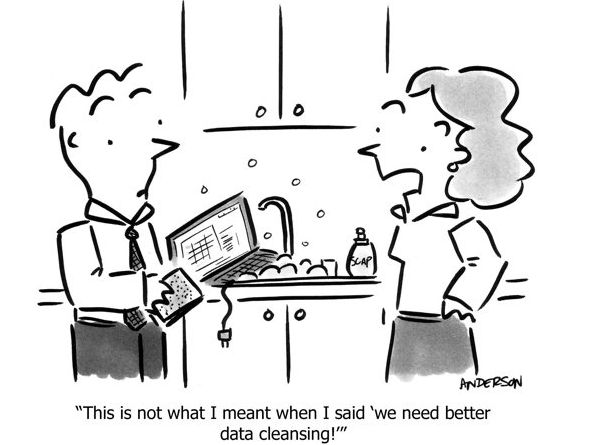 SOAP
ANDERSON
“This is not what I meant when I said ‘we need better
data cleansing!’”